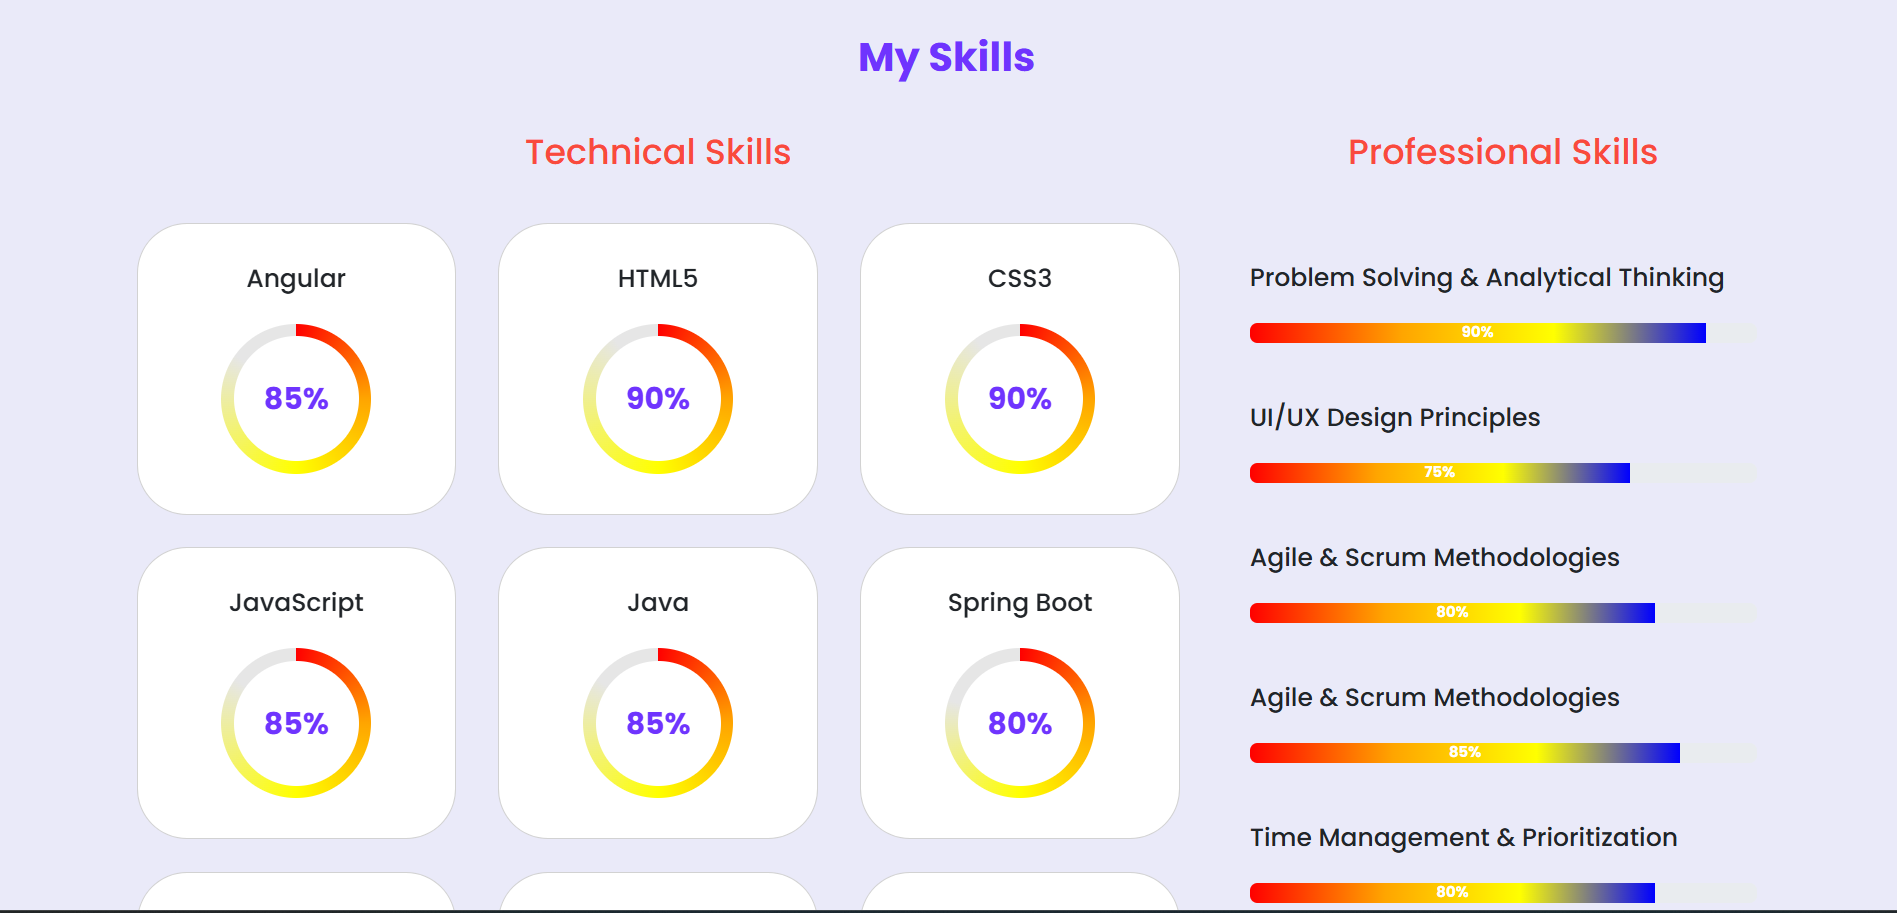 My Skills
Technical Skills
Angular
85%
HTML5
90%
CSS3
90%
JavaScript
85%
Java
85%
Spring Boot
80%
Professional Skills
Problem Solving & Analytical Thinking
90%
UI/UX Design Principles
75%
Agile & Scrum Methodologies
80%
Agile & Scrum Methodologies
85%
Time Management & Prioritization
80%